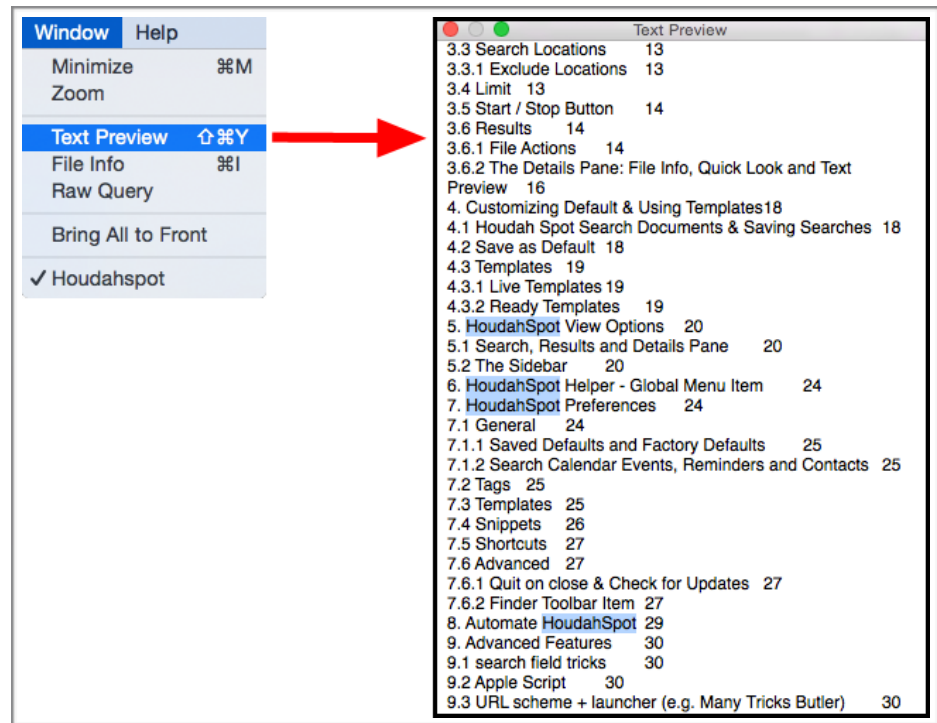 Window Help
Minimize ⌘M
Zoom
Text Preview ⇧⌘Y
File Info ⌘I
Raw Query
Bring All to Front
✓ Houdahspot
Text Preview
3.3 Search Locations 13
3.3.1 Exclude Locations 13
3.4 Limit 13
3.5 Start / Stop Button 14
3.6 Results 14
3.6.1 File Actions 14
3.6.2 The Details Pane: File Info, Quick Look and Text
Preview 16
4. Customizing Default & Using Templates18
4.1 Houdah Spot Search Documents & Saving Searches 18
4.2 Save as Default 18
4.3 Templates 19
4.3.1 Live Templates 19
4.3.2 Ready Templates 19
5. HoudahSpot View Options 20
5.1 Search, Results and Details Pane 20
5.2 The Sidebar 20
6. HoudahSpot Helper - Global Menu Item 24
7. HoudahSpot Preferences 24
7.1 General 24
7.1.1 Saved Defaults and Factory Defaults 25
7.1.2 Search Calendar Events, Reminders and Contacts 25
7.2 Tags 25
7.3 Templates 25
7.4 Snippets 26
7.5 Shortcuts 27
7.6 Advanced 27
7.6.1 Quit on close & Check for Updates 27
7.6.2 Finder Toolbar Item 27
8. Automate HoudahSpot 29
9. Advanced Features 30
9.1 search field tricks 30
9.2 Apple Script 30
9.3 URL scheme + launcher (e.g. Many Tricks Butler) 30